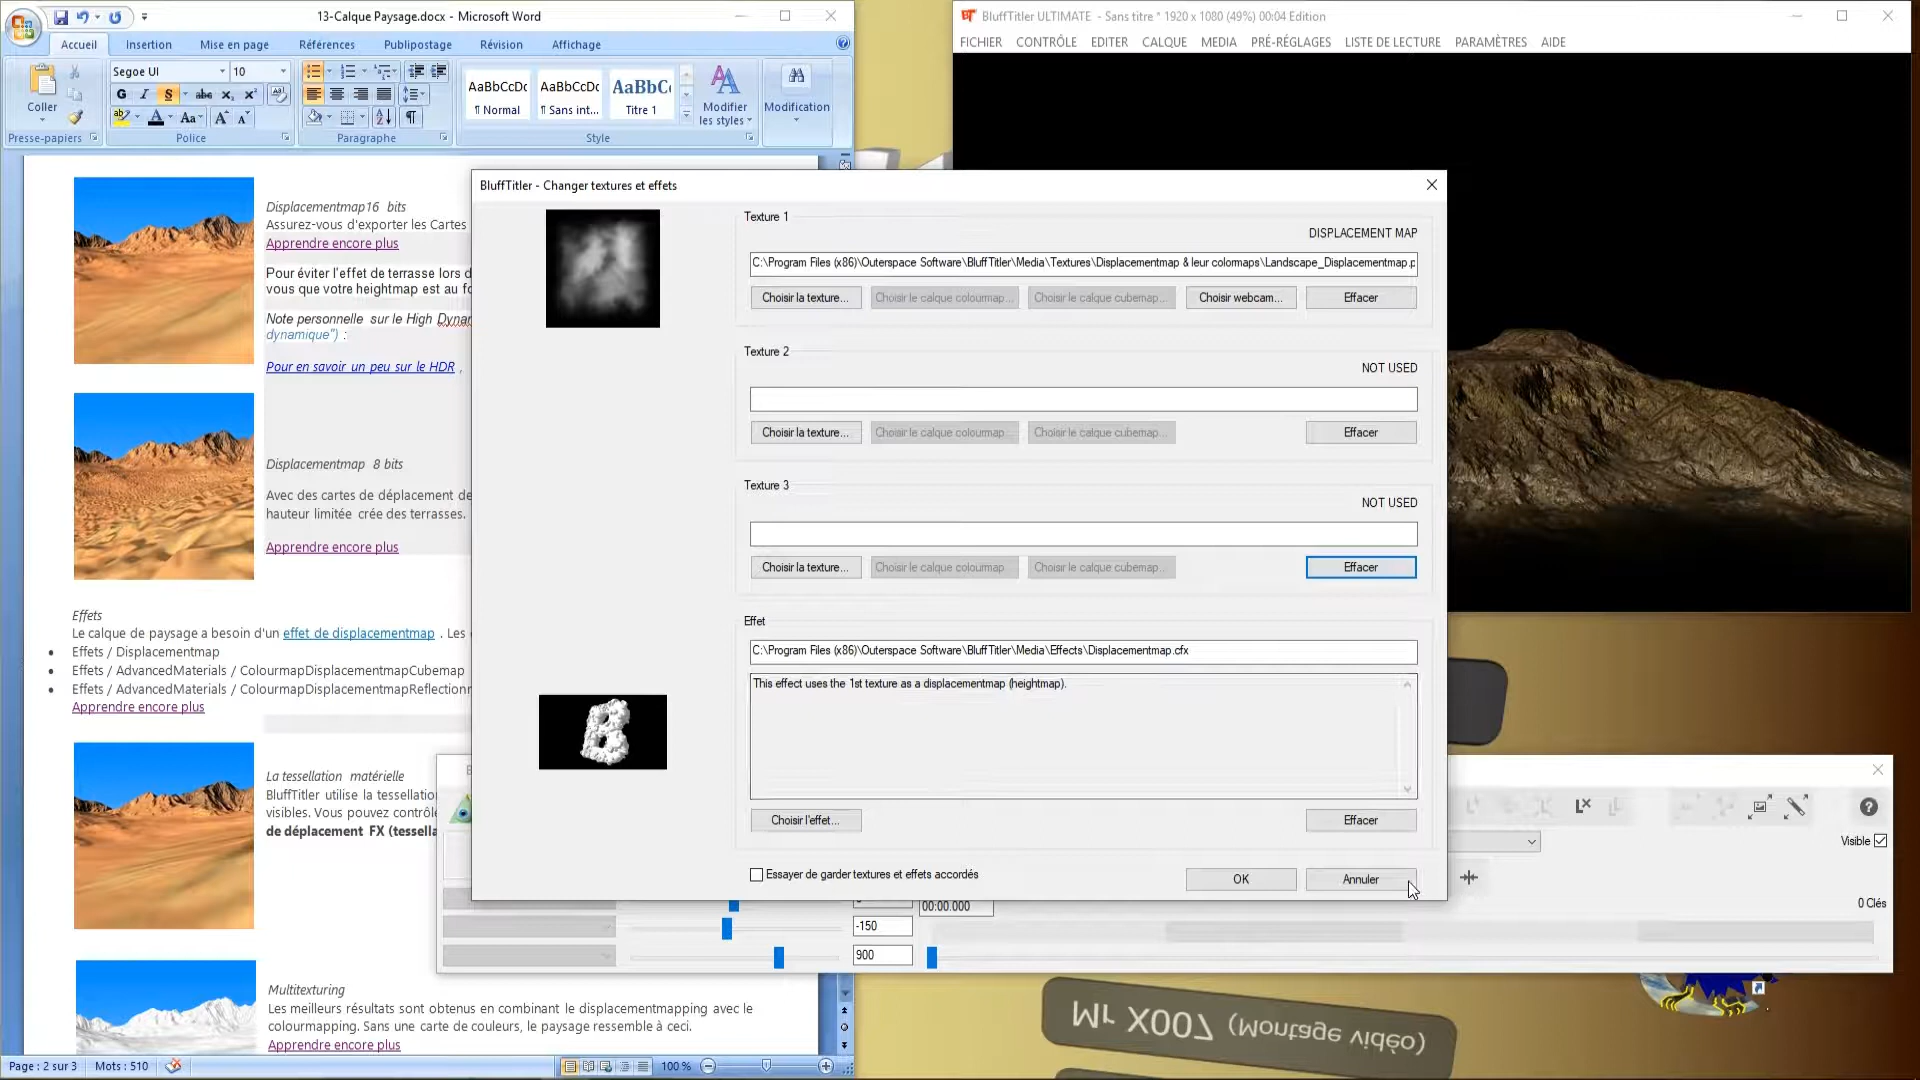 13-Calque Paysage.docx - Microsoft Word
Accueil
Insertion
Mise en page
Références
Publipostage
Révision
Affichage
Coller
Segoe UI
10
G
I
S
abc
x₂
x²
ab
A
Aa
A
A
AaBbCcDc
¶ Normal
AaBbCcDc
¶ Sans int...
AaBbC
Titre 1
Modifier
les styles
Modification
Presse-papiers
Police
Paragraphe
Style
Displacementmap16 bits
Assurez-vous d'exporter les Cartes
Apprendre encore plus
Pour éviter l'effet de terrasse lors d
vous que votre heightmap est au fo
Note personnelle sur le High Dynar
dynamique") :
Pour en savoir un peu sur le HDR ,
Displacementmap 8 bits
Avec des cartes de déplacement de
hauteur limitée crée des terrasses.
Apprendre encore plus
Effets
Le calque de paysage a besoin d'un effet de displacementmap . Les
• Effets / Displacementmap
• Effets / AdvancedMaterials / ColourmapDisplacementmapCubemap
• Effets / AdvancedMaterials / ColourmapDisplacementmapReflectionr
Apprendre encore plus
La tessellation matérielle
BluffTitler utilise la tessellatio
visibles. Vous pouvez contrôle
de déplacement FX (tessella
Multitexturing
Les meilleurs résultats sont obtenus en combinant le displacementmapping avec le
colourmapping. Sans une carte de couleurs, le paysage ressemble à ceci.
Apprendre encore plus
Page : 2 sur 3
Mots : 510
100 %
BluffTitler ULTIMATE - Sans titre * 1920 x 1080 (49%) 00:04 Edition
FICHIER
CONTRÔLE
EDITER
CALQUE
MEDIA
PRÉ-RÉGLAGES
LISTE DE LECTURE
PARAMÈTRES
AIDE
BluffTitler - Changer textures et effets
Texture 1
DISPLACEMENT MAP
C:\Program Files (x86)\Outerspace Software\BluffTitler\Media\Textures\Displacementmap & leur colormaps\Landscape_Displacementmap.p
Choisir la texture...
Choisir le calque colourmap...
Choisir le calque cubemap...
Choisir webcam...
Effacer
Texture 2
NOT USED
Choisir la texture...
Choisir le calque colourmap
Choisir le calque cubemap...
Effacer
Texture 3
NOT USED
Choisir la texture...
Choisir le calque colourmap
Choisir le calque cubemap...
Effacer
Effet
C:\Program Files (x86)\Outerspace Software\BluffTitler\Media\Effects\Displacementmap.cfx
This effect uses the 1st texture as a displacementmap (heightmap).
B
Choisir l'effet...
Effacer
Essayer de garder textures et effets accordés
OK
Annuler
Visible
0 Clés
00:00.000
-150
900
Mr X007 (Montage vidéo)